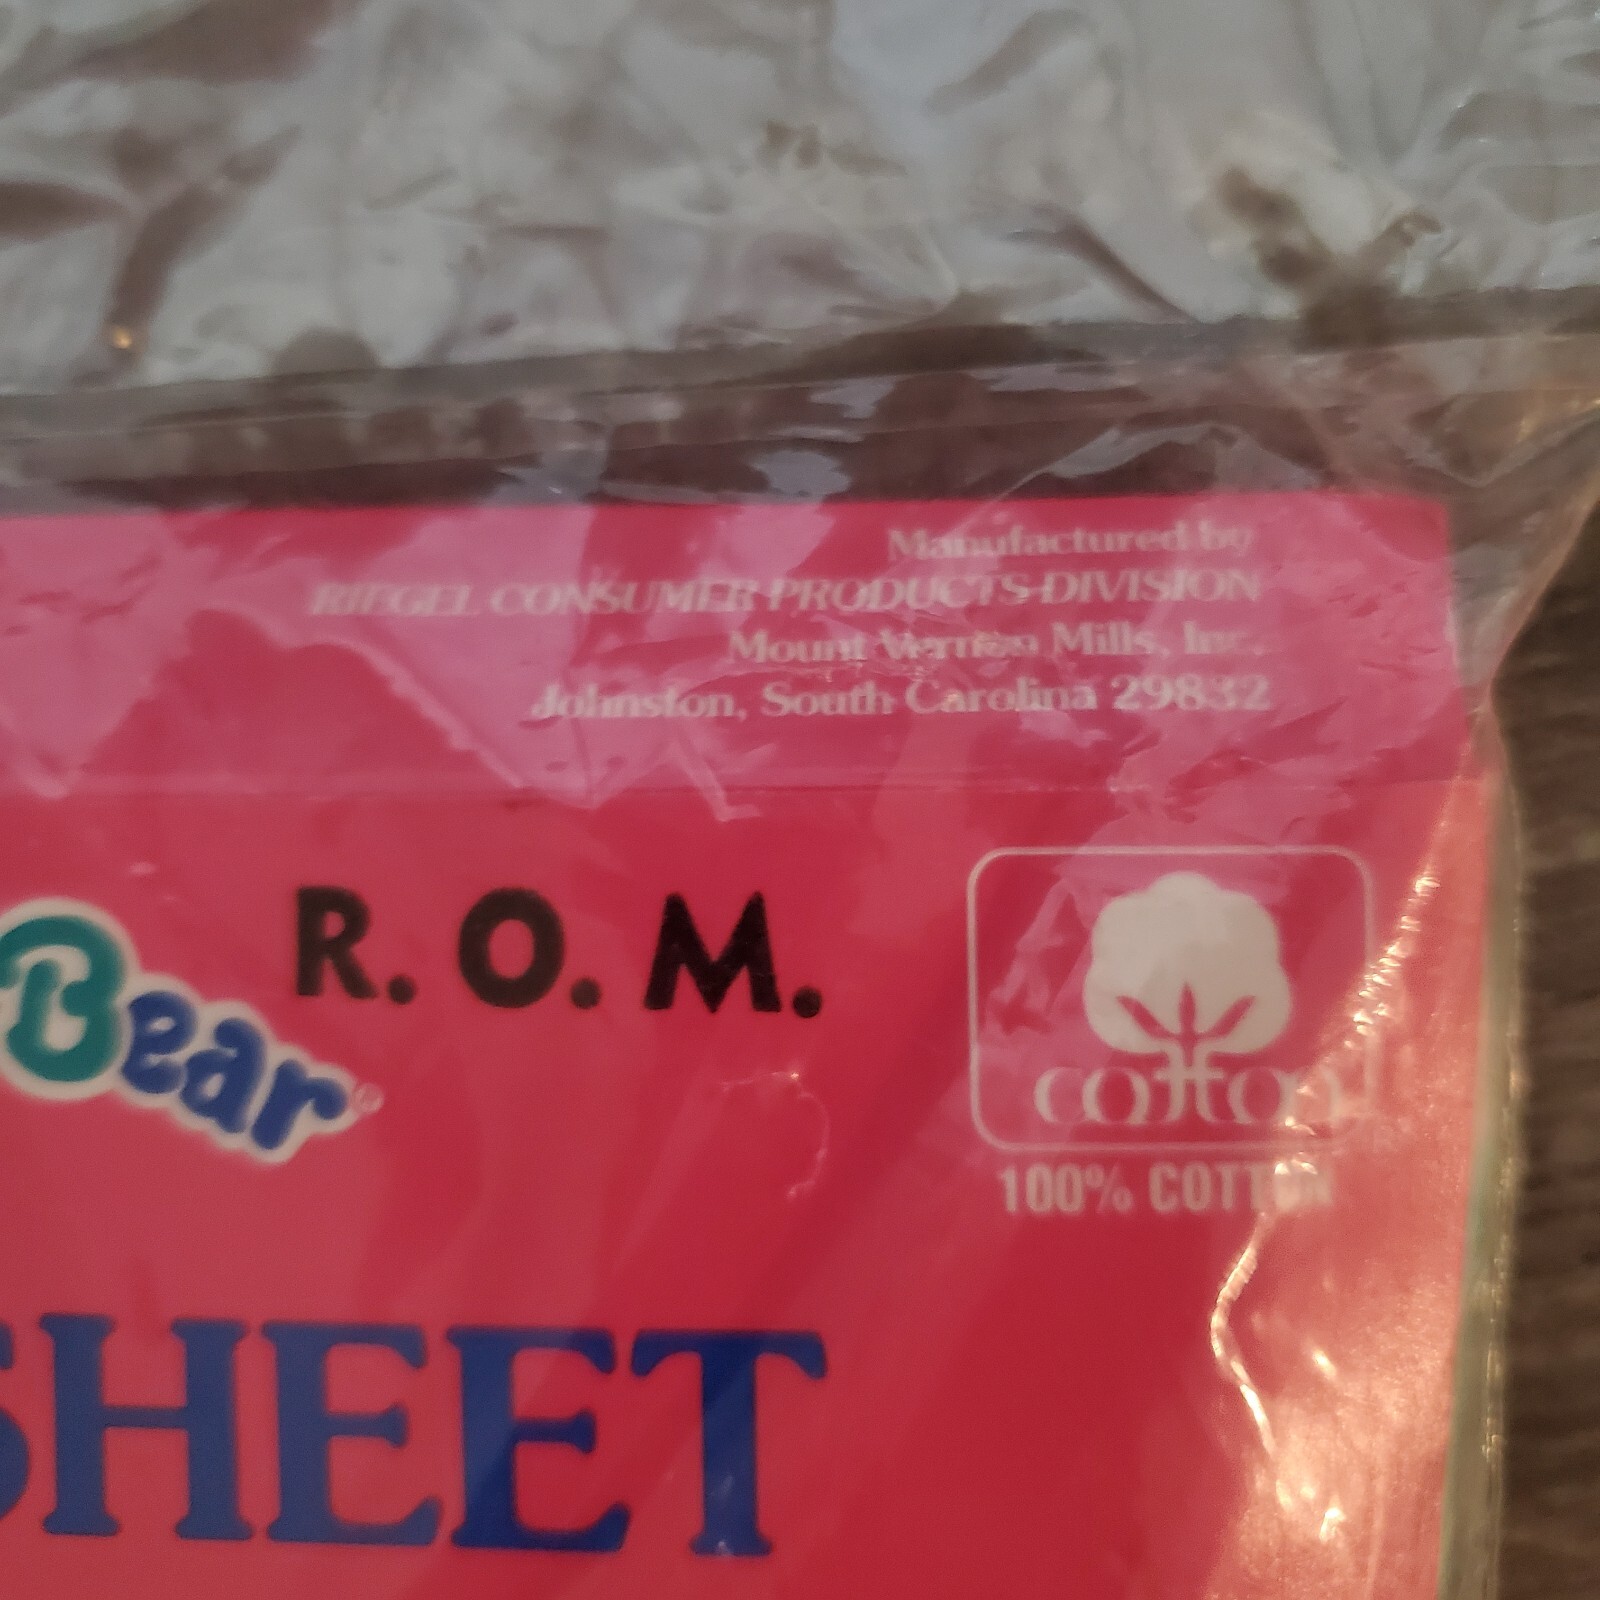 Manufactured by
RIEGEL CONSUMER PRODUCTS DIVISION
Mount Vernon Mills, Inc.
Johnston, South Carolina 29832
R. O. M.
Bear
cotton
100% COTTON
SHEET